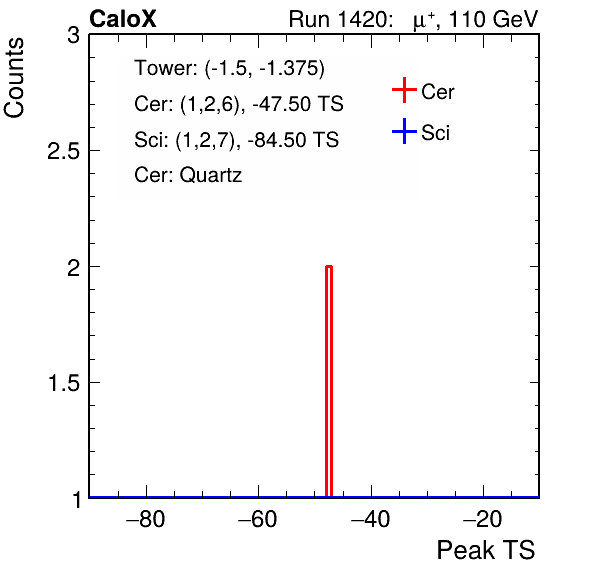 CaloX Run 1420: μ⁺, 110 GeV
Counts
3
2.5
2
1.5
1
Tower: (-1.5, -1.375)
Cer: (1,2,6), -47.50 TS
Sci: (1,2,7), -84.50 TS
Cer: Quartz
Cer
Sci
−80 −60 −40 −20
Peak TS